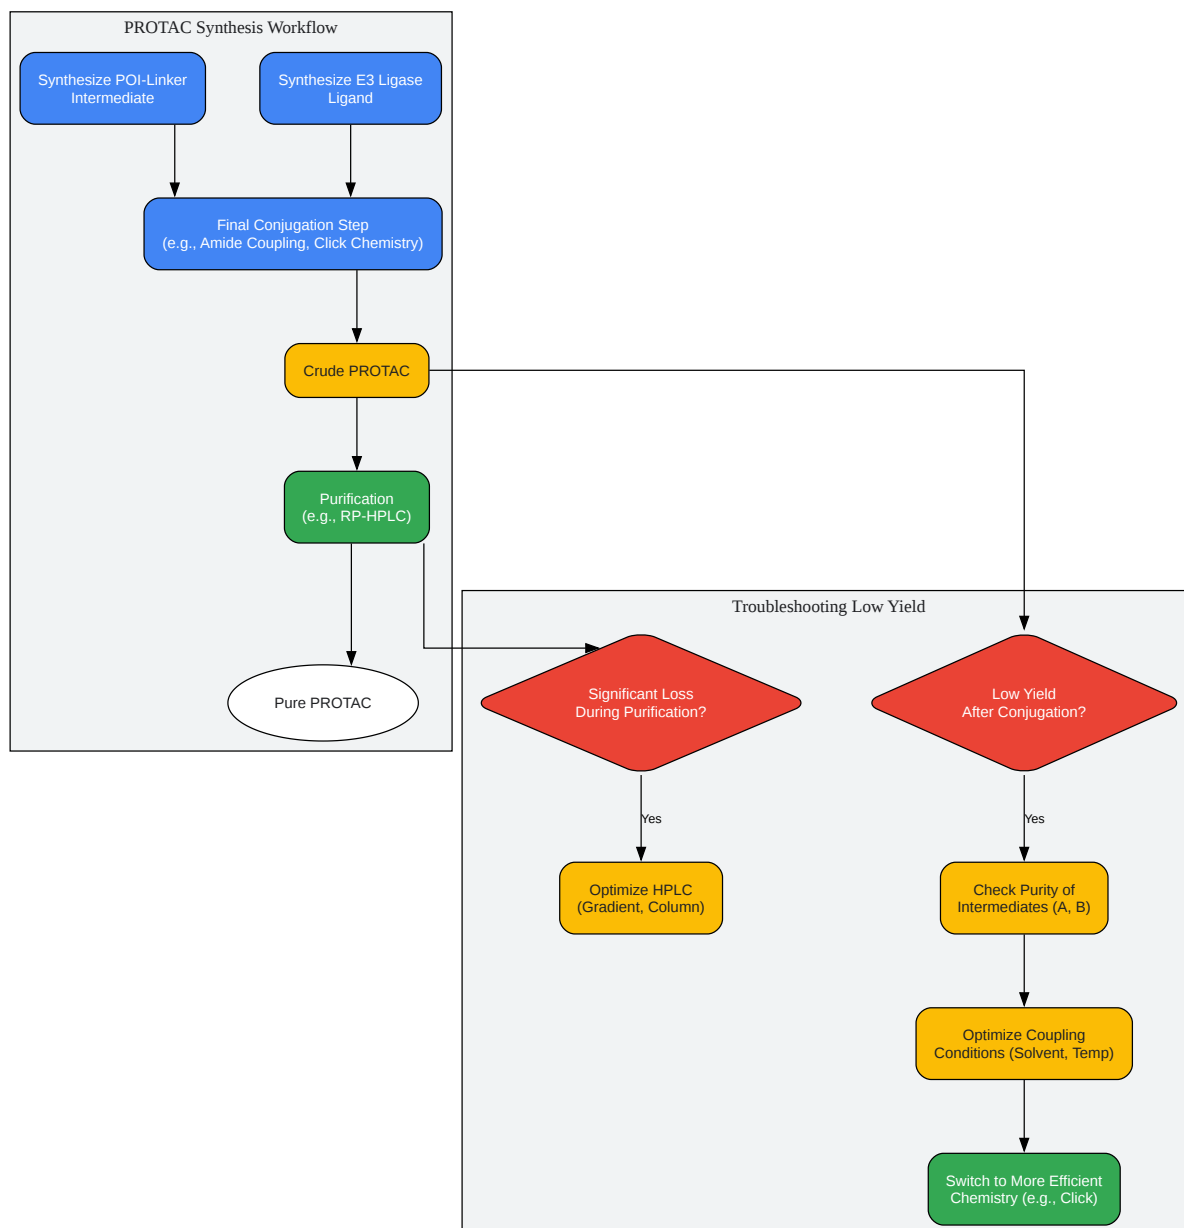 PROTAC Synthesis Workflow
Synthesize POI-Linker
Intermediate
Synthesize E3 Ligase
Ligand
Final Conjugation Step
(e.g., Amide Coupling, Click Chemistry)
Crude PROTAC
Purification
(e.g., RP-HPLC)
Pure PROTAC
Troubleshooting Low Yield
Significant Loss
During Purification?
Low Yield
After Conjugation?
Yes
Yes
Optimize HPLC
(Gradient, Column)
Check Purity of
Intermediates (A, B)
Optimize Coupling
Conditions (Solvent, Temp)
Switch to More Efficient
Chemistry (e.g., Click)